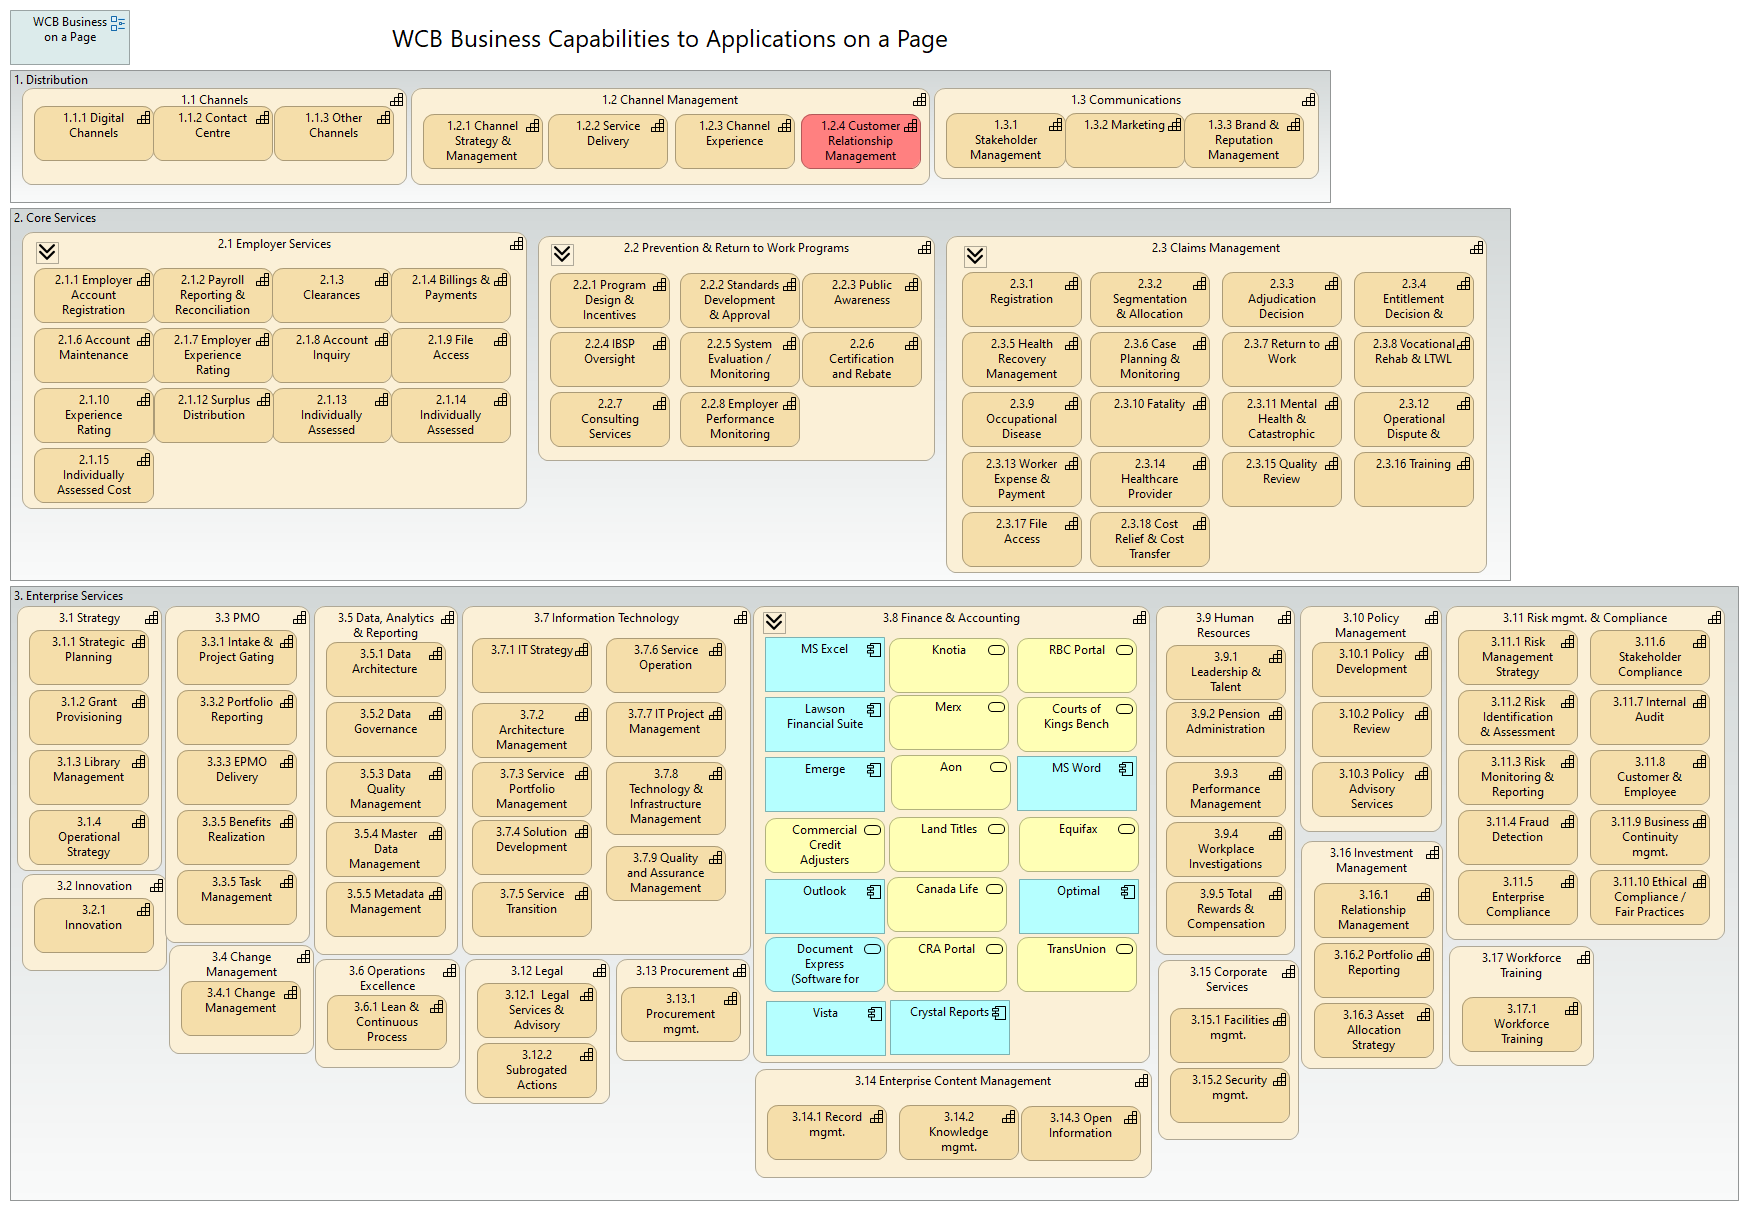 WCB Business
on a Page
WCB Business Capabilities to Applications on a Page
1. Distribution
1.1 Channels
1.1.1 Digital
Channels
1.1.2 Contact
Centre
1.1.3 Other
Channels
1.2 Channel Management
1.2.1 Channel
Strategy &
Management
1.2.2 Service
Delivery
1.2.3 Channel
Experience
1.2.4 Customer
Relationship
Management
1.3 Communications
1.3.1
Stakeholder
Management
1.3.2 Marketing
1.3.3 Brand &
Reputation
Management
2. Core Services
2.1 Employer Services
2.1.1 Employer
Account
Registration
2.1.2 Payroll
Reporting &
Reconciliation
2.1.3
Clearances
2.1.4 Billings &
Payments
2.1.6 Account
Maintenance
2.1.7 Employer
Experience
Rating
2.1.8 Account
Inquiry
2.1.9 File
Access
2.1.10
Experience
Rating
2.1.12 Surplus
Distribution
2.1.13
Individually
Assessed
2.1.14
Individually
Assessed
2.1.15
Individually
Assessed Cost
2.2 Prevention & Return to Work Programs
2.2.1 Program
Design &
Incentives
2.2.2 Standards
Development
& Approval
2.2.3 Public
Awareness
2.2.4 IBSP
Oversight
2.2.5 System
Evaluation /
Monitoring
2.2.6
Certification
and Rebate
2.2.7
Consulting
Services
2.2.8 Employer
Performance
Monitoring
2.3 Claims Management
2.3.1
Registration
2.3.2
Segmentation
& Allocation
2.3.3
Adjudication
Decision
2.3.4
Entitlement
Decision &
2.3.5 Health
Recovery
Management
2.3.6 Case
Planning &
Monitoring
2.3.7 Return to
Work
2.3.8 Vocational
Rehab & LTWL
2.3.9
Occupational
Disease
2.3.10 Fatality
2.3.11 Mental
Health &
Catastrophic
2.3.12
Operational
Dispute &
2.3.13 Worker
Expense &
Payment
2.3.14
Healthcare
Provider
2.3.15 Quality
Review
2.3.16 Training
2.3.17 File
Access
2.3.18 Cost
Relief & Cost
Transfer
3. Enterprise Services
3.1 Strategy
3.1.1 Strategic
Planning
3.1.2 Grant
Provisioning
3.1.3 Library
Management
3.1.4
Operational
Strategy
3.2 Innovation
3.2.1
Innovation
3.3 PMO
3.3.1 Intake &
Project Gating
3.3.2 Portfolio
Reporting
3.3.3 EPMO
Delivery
3.3.5 Benefits
Realization
3.3.5 Task
Management
3.4 Change
Management
3.4.1 Change
Management
3.5 Data, Analytics
& Reporting
3.5.1 Data
Architecture
3.5.2 Data
Governance
3.5.3 Data
Quality
Management
3.5.4 Master
Data
Management
3.5.5 Metadata
Management
3.6 Operations
Excellence
3.6.1 Lean &
Continuous
Process
3.7 Information Technology
3.7.1 IT Strategy
3.7.6 Service
Operation
3.7.2
Architecture
Management
3.7.7 IT Project
Management
3.7.3 Service
Portfolio
Management
3.7.8
Technology &
Infrastructure
Management
3.7.4 Solution
Development
3.7.9 Quality
and Assurance
Management
3.7.5 Service
Transition
3.12 Legal
3.12.1 Legal
Services &
Advisory
3.12.2
Subrogated
Actions
3.13 Procurement
3.13.1
Procurement
mgmt.
3.8 Finance & Accounting
MS Excel
Knotia
RBC Portal
Lawson
Financial Suite
Merx
Courts of
Kings Bench
Emerge
Aon
MS Word
Commercial
Credit
Adjusters
Land Titles
Equifax
Outlook
Canada Life
Optimal
Document
Express
(Software for
CRA Portal
TransUnion
Vista
Crystal Reports
3.14 Enterprise Content Management
3.14.1 Record
mgmt.
3.14.2
Knowledge
mgmt.
3.14.3 Open
Information
3.9 Human
Resources
3.9.1
Leadership &
Talent
3.9.2 Pension
Administration
3.9.3
Performance
Management
3.9.4
Workplace
Investigations
3.9.5 Total
Rewards &
Compensation
3.15 Corporate
Services
3.15.1 Facilities
mgmt.
3.15.2 Security
mgmt.
3.10 Policy
Management
3.10.1 Policy
Development
3.10.2 Policy
Review
3.10.3 Policy
Advisory
Services
3.16 Investment
Management
3.16.1
Relationship
Management
3.16.2 Portfolio
Reporting
3.16.3 Asset
Allocation
Strategy
3.11 Risk mgmt. & Compliance
3.11.1 Risk
Management
Strategy
3.11.6
Stakeholder
Compliance
3.11.2 Risk
Identification
& Assessment
3.11.7 Internal
Audit
3.11.3 Risk
Monitoring &
Reporting
3.11.8
Customer &
Employee
3.11.4 Fraud
Detection
3.11.9 Business
Continuity
mgmt.
3.11.5
Enterprise
Compliance
3.11.10 Ethical
Compliance /
Fair Practices
3.17 Workforce
Training
3.17.1
Workforce
Training